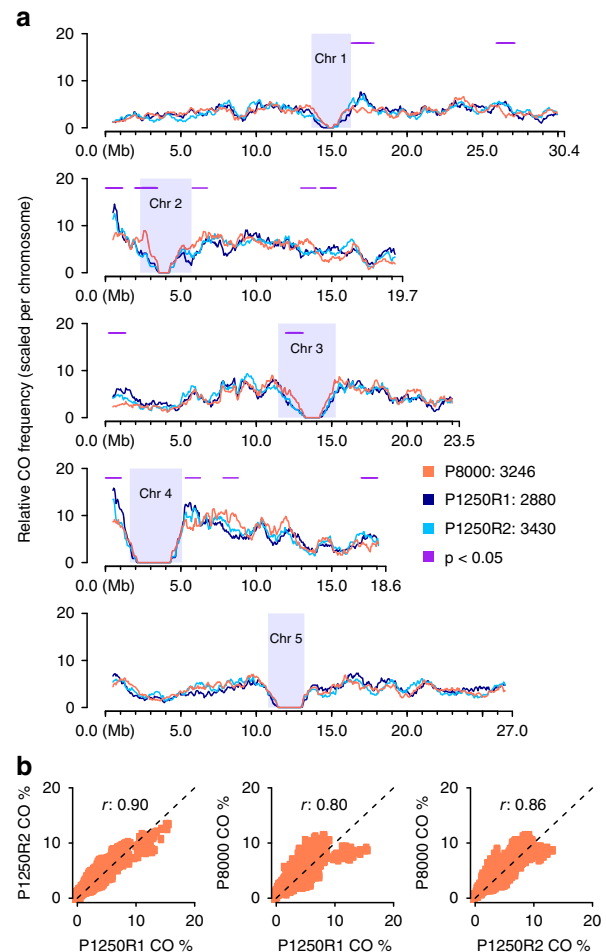 a
Relative CO frequency (scaled per chromosome)
20
10
0
Chr 1
0.0 (Mb) 5.0 10.0 15.0 20.0 25.0 30.4
20
10
0
Chr 2
0.0 (Mb) 5.0 10.0 15.0 19.7
20
10
0
Chr 3
0.0 (Mb) 5.0 10.0 15.0 20.0 23.5
20
10
0
Chr 4
0.0 (Mb) 5.0 10.0 15.0 18.6
P8000: 3246
P1250R1: 2880
P1250R2: 3430
p < 0.05
20
10
0
Chr 5
0.0 (Mb) 5.0 10.0 15.0 20.0 27.0
b
P1250R2 CO %
20
10
0
r: 0.90
0 10 20
P1250R1 CO %
P8000 CO %
20
10
0
r: 0.80
0 10 20
P1250R1 CO %
P8000 CO %
20
10
0
r: 0.86
0 10 20
P1250R2 CO %